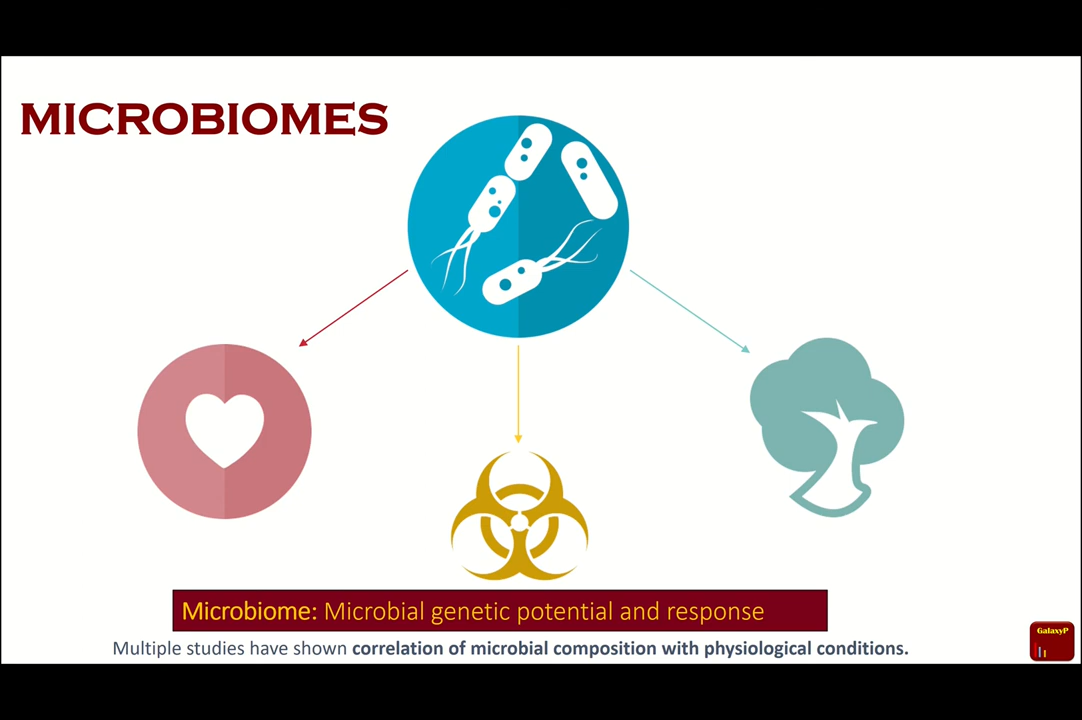 MICROBIOMES
Microbiome: Microbial genetic potential and response
Multiple studies have shown correlation of microbial composition with physiological conditions.
GalaxyP